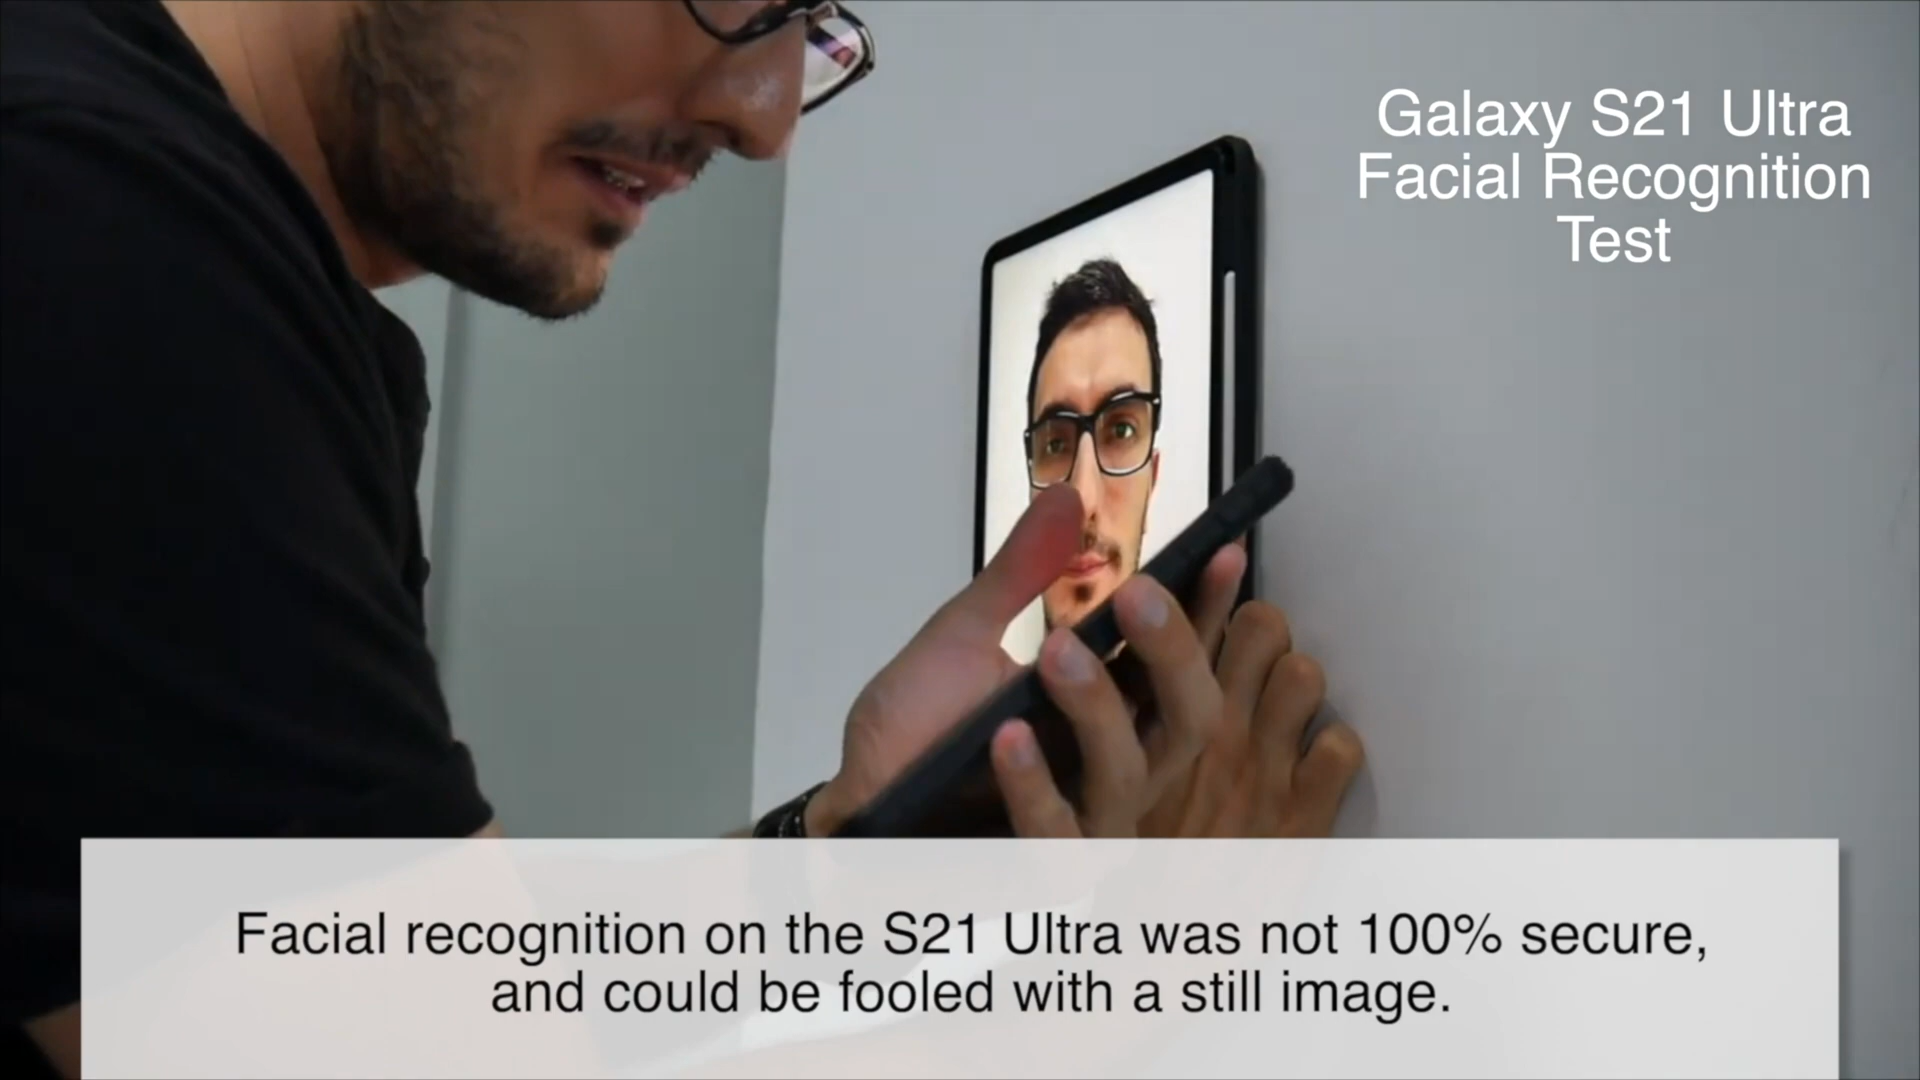 Galaxy S21 Ultra
Facial Recognition
Test
Facial recognition on the S21 Ultra was not 100% secure,
and could be fooled with a still image.